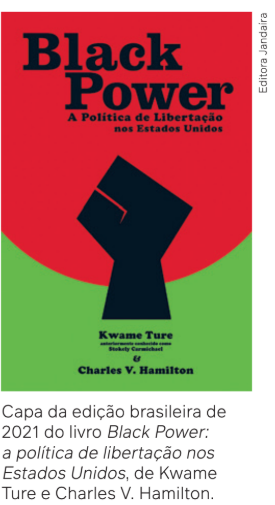 Black
Power
A Política de Libertação
nos Estados Unidos
Kwame Ture
anteriormente conhecido como
Stokely Carmichael
&
Charles V. Hamilton
Editora Jandaíra
Capa da edição brasileira de
2021 do livro Black Power:
a política de libertação nos
Estados Unidos, de Kwame
Ture e Charles V. Hamilton.